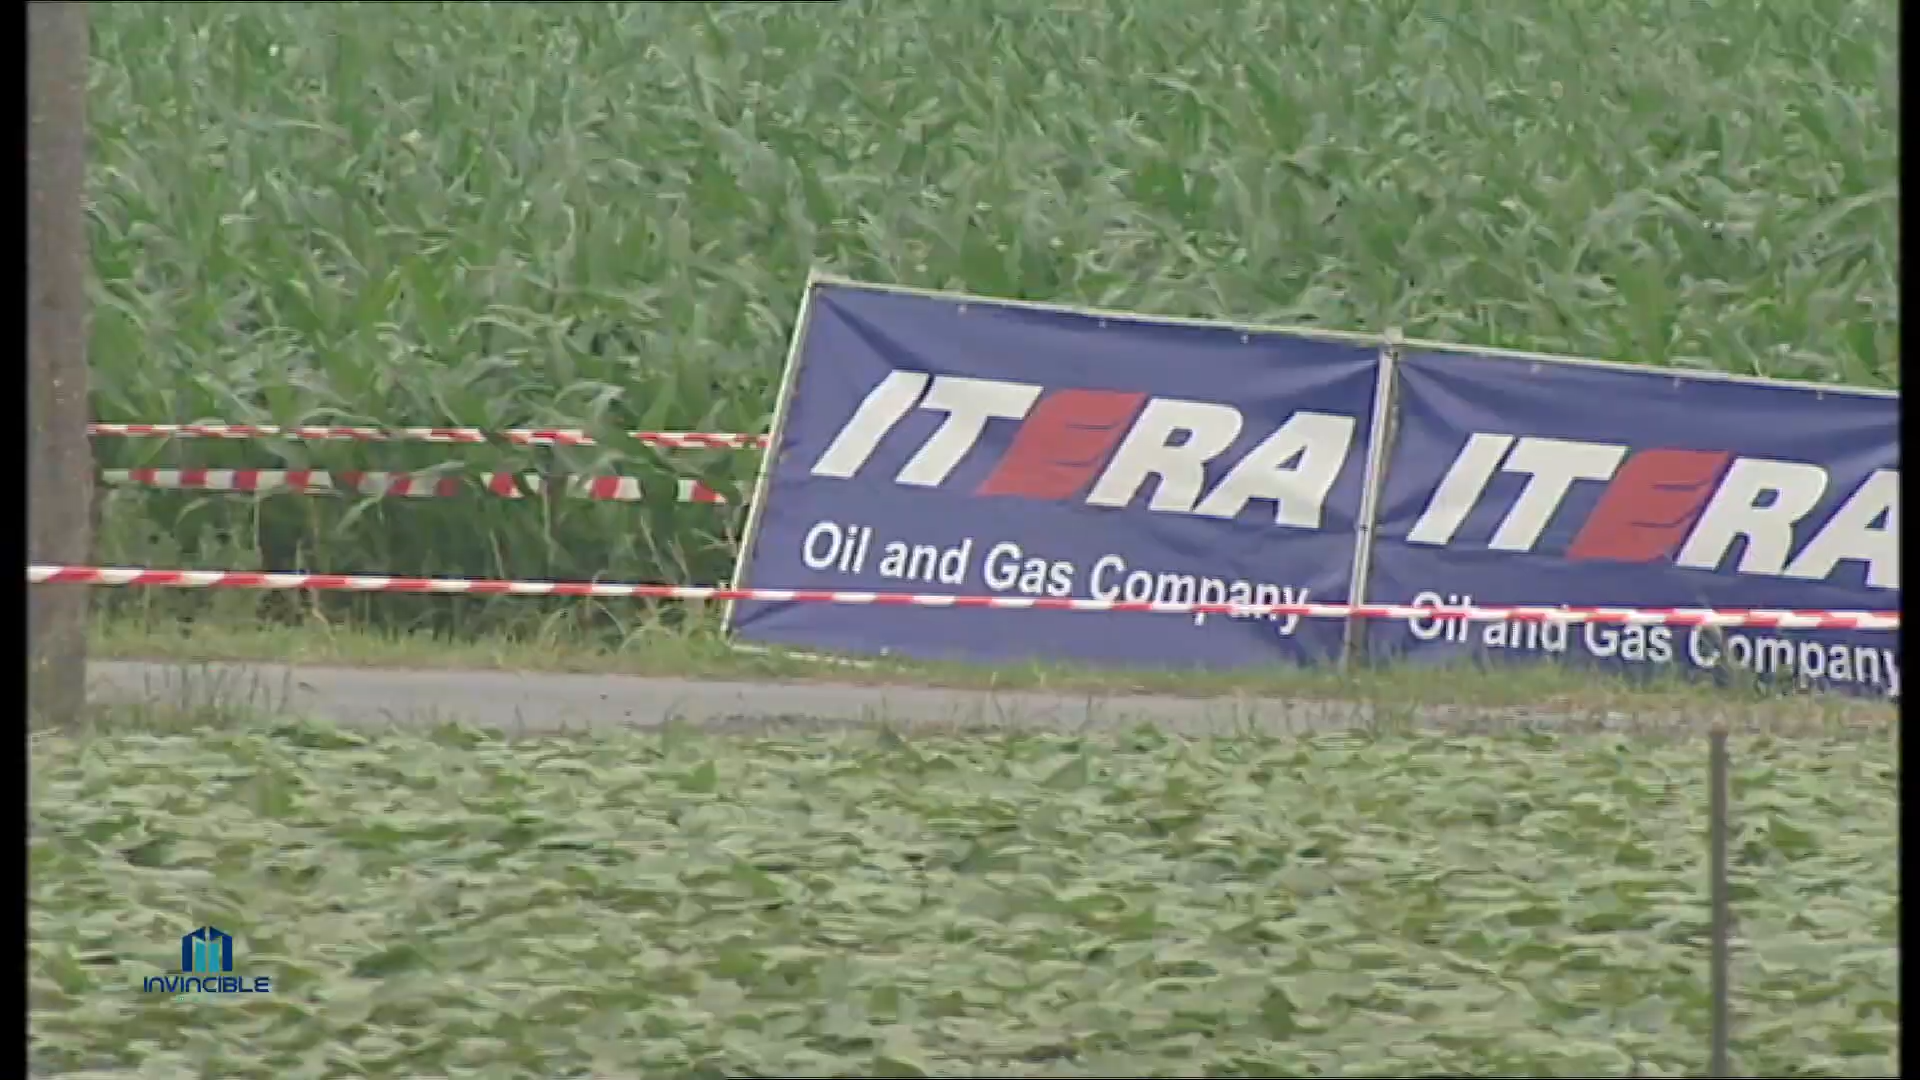 ITERA
Oil and Gas Company
ITERA
Oil and Gas Company
INVINCIBLE